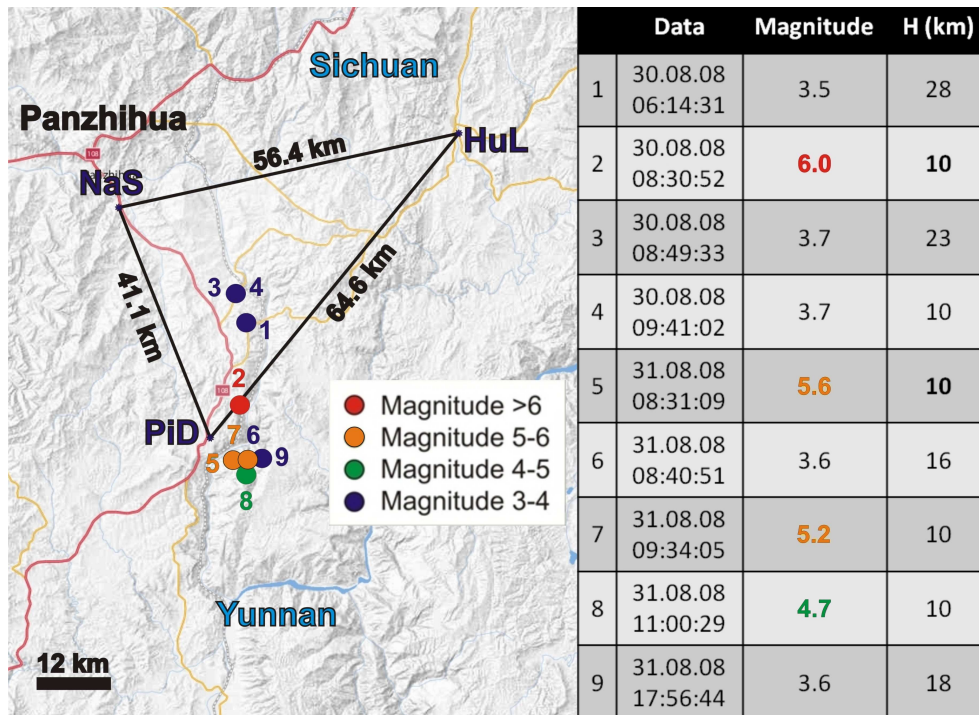 Sichuan
Panzhihua
108
HuL
56.4 km
NaS
41.1 km
64.6 km
3 4
1
2
108
PiD
7 6
5 9
8
Magnitude >6
Magnitude 5-6
Magnitude 4-5
Magnitude 3-4
Yunnan
12 km
Data Magnitude H (km)
1 30.08.08 06:14:31 3.5 28
2 30.08.08 08:30:52 6.0 10
3 30.08.08 08:49:33 3.7 23
4 30.08.08 09:41:02 3.7 10
5 31.08.08 08:31:09 5.6 10
6 31.08.08 08:40:51 3.6 16
7 31.08.08 09:34:05 5.2 10
8 31.08.08 11:00:29 4.7 10
9 31.08.08 17:56:44 3.6 18